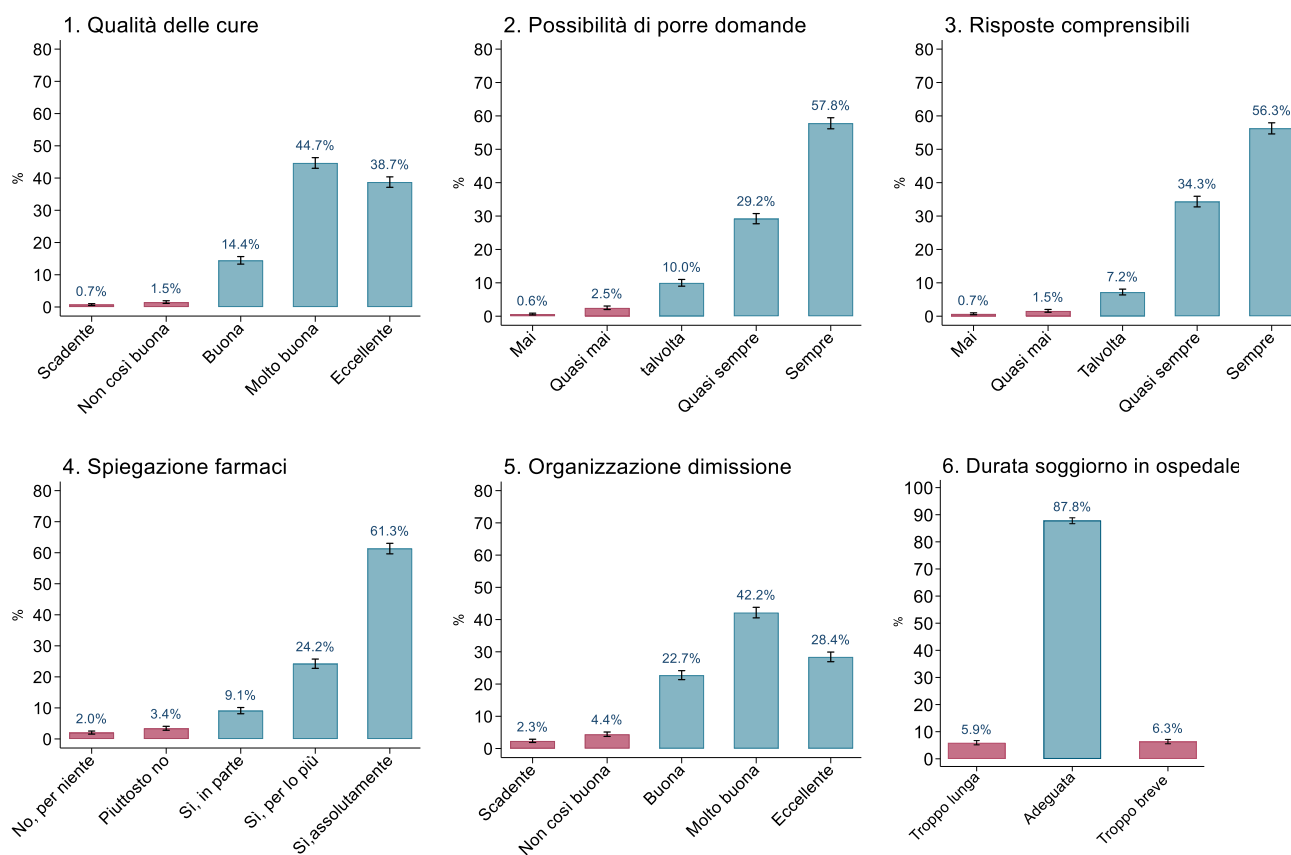 1. Qualità delle cure
80
70
60
50
40
30
20
10
0
%
0.7%
1.5%
14.4%
44.7%
38.7%
Scadente
Non così buona
Buona
Molto buona
Eccellente
2. Possibilità di porre domande
80
70
60
50
40
30
20
10
0
%
0.6%
2.5%
10.0%
29.2%
57.8%
Mai
Quasi mai
talvolta
Quasi sempre
Sempre
3. Risposte comprensibili
80
70
60
50
40
30
20
10
0
%
0.7%
1.5%
7.2%
34.3%
56.3%
Mai
Quasi mai
Talvolta
Quasi sempre
Sempre
4. Spiegazione farmaci
80
70
60
50
40
30
20
10
0
%
2.0%
3.4%
9.1%
24.2%
61.3%
No, per niente
Piuttosto no
Sì, in parte
Sì, per lo più
Sì,assolutamente
5. Organizzazione dimissione
80
70
60
50
40
30
20
10
0
%
2.3%
4.4%
22.7%
42.2%
28.4%
Scadente
Non così buona
Buona
Molto buona
Eccellente
6. Durata soggiorno in ospedale
100
90
80
70
60
50
40
30
20
10
0
%
5.9%
87.8%
6.3%
Troppo lunga
Adeguata
Troppo breve